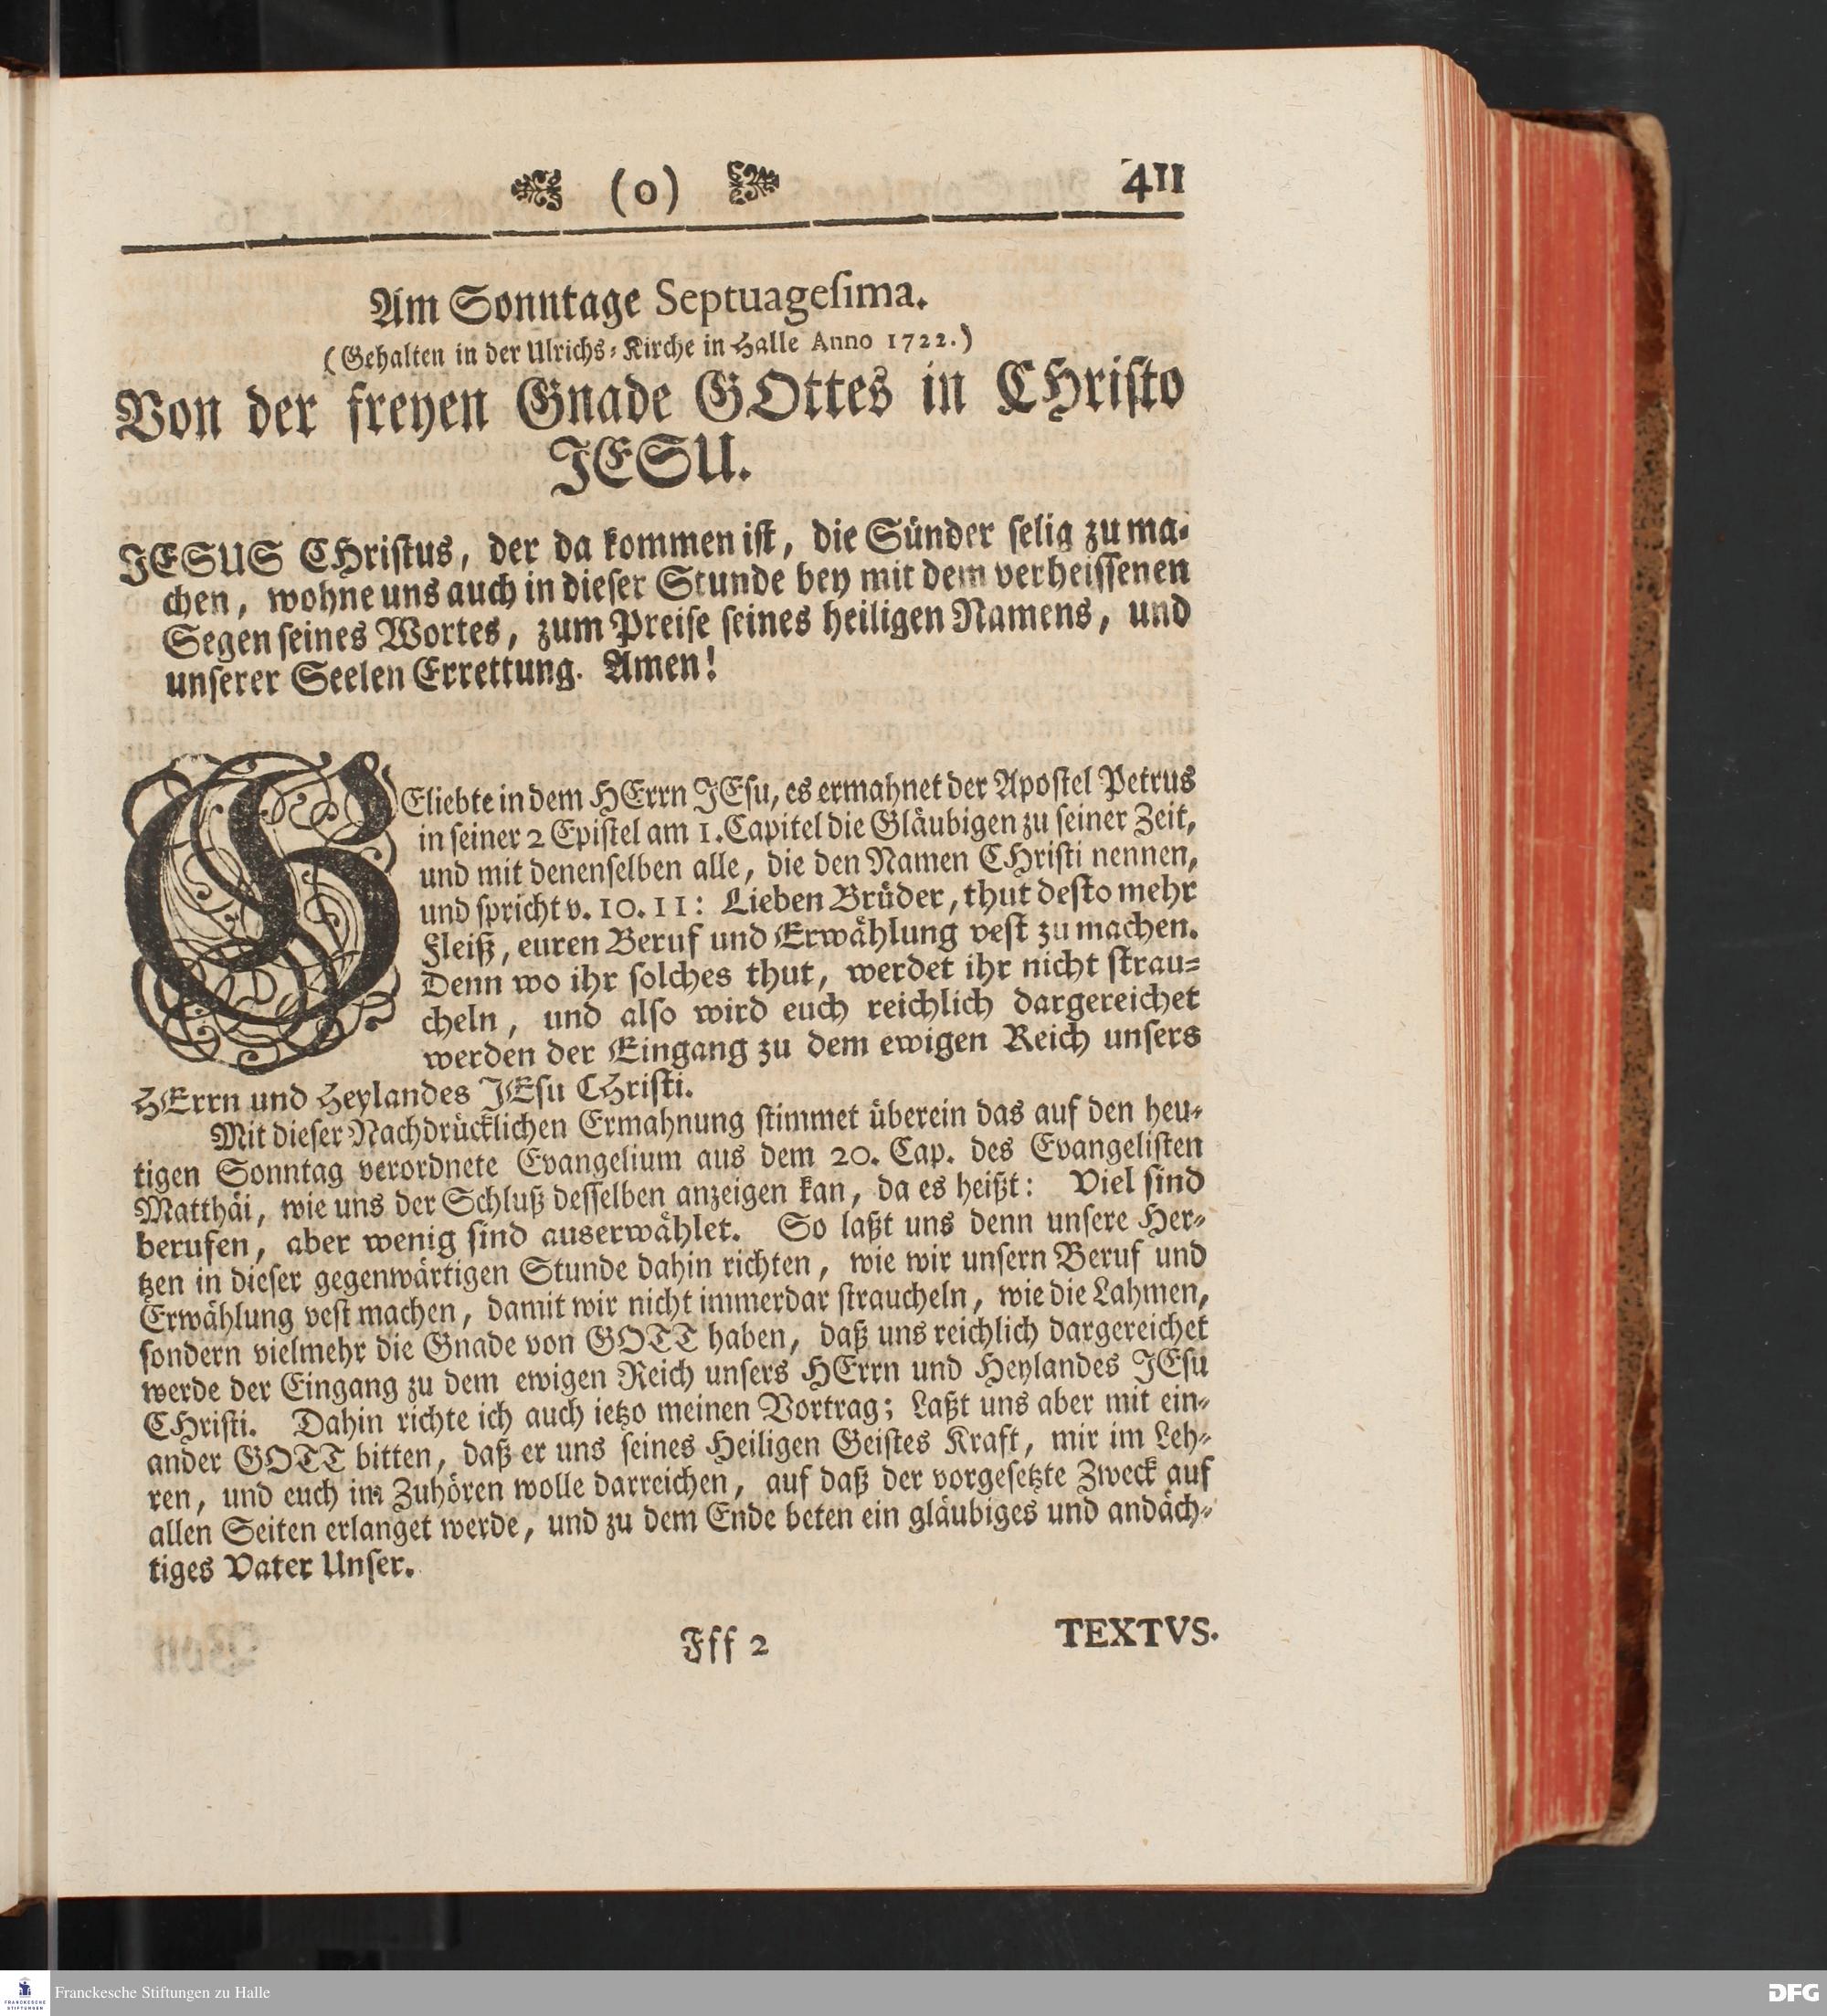 (o) 411
Am Sonntage Septuagesima.
(Gehalten in der Ulrichs-Kirche in Halle Anno 1722.)
Von der freyen Gnade GOttes in CHristo
JESU.
JESUS CHristus, der da kommen ist, die Sünder selig zu ma-
chen, wohne uns auch in dieser Stunde bey mit dem verheissenen
Segen seines Wortes, zum Preise seines heiligen Namens, und
unserer Seelen Errettung. Amen!
GEliebte in dem HErrn JEsu, es ermahnet der Apostel Petrus
in seiner 2 Epistel am 1. Capitel die Gläubigen zu seiner Zeit,
und mit denenselben alle, die den Namen CHristi nennen,
und spricht v. 10. 11: Lieben Brüder, thut desto mehr
Fleiß, euren Beruf und Erwählung vest zu machen.
Denn wo ihr solches thut, werdet ihr nicht strau-
cheln, und also wird euch reichlich dargereichet
werden der Eingang zu dem ewigen Reich unsers
HErrn und Heylandes JEsu CHristi.
Mit dieser Nachdrücklichen Ermahnung stimmet überein das auf den heu-
tigen Sonntag verordnete Evangelium aus dem 20. Cap. des Evangelisten
Matthäi, wie uns der Schluß desselben anzeigen kan, da es heißt: Viel sind
berufen, aber wenig sind auserwählet. So laßt uns denn unsere Her-
tzen in dieser gegenwärtigen Stunde dahin richten, wie wir unsern Beruf und
Erwählung vest machen, damit wir nicht immerdar straucheln, wie die Lahmen,
sondern vielmehr die Gnade von GOTT haben, daß uns reichlich dargereichet
werde der Eingang zu dem ewigen Reich unsers HErrn und Heylandes JEsu
CHristi. Dahin richte ich auch ietzo meinen Vortrag; Laßt uns aber mit ein-
ander GOTT bitten, daß er uns seines Heiligen Geistes Kraft, mir im Leh-
ren, und euch im Zuhören wolle darreichen, auf daß der vorgesetzte Zweck auf
allen Seiten erlanget werde, und zu dem Ende beten ein gläubiges und andäch-
tiges Vater Unser.
Fff 2 TEXTVS.
FRANCKESCHE
STIFTUNGEN
Franckesche Stiftungen zu Halle
DFG